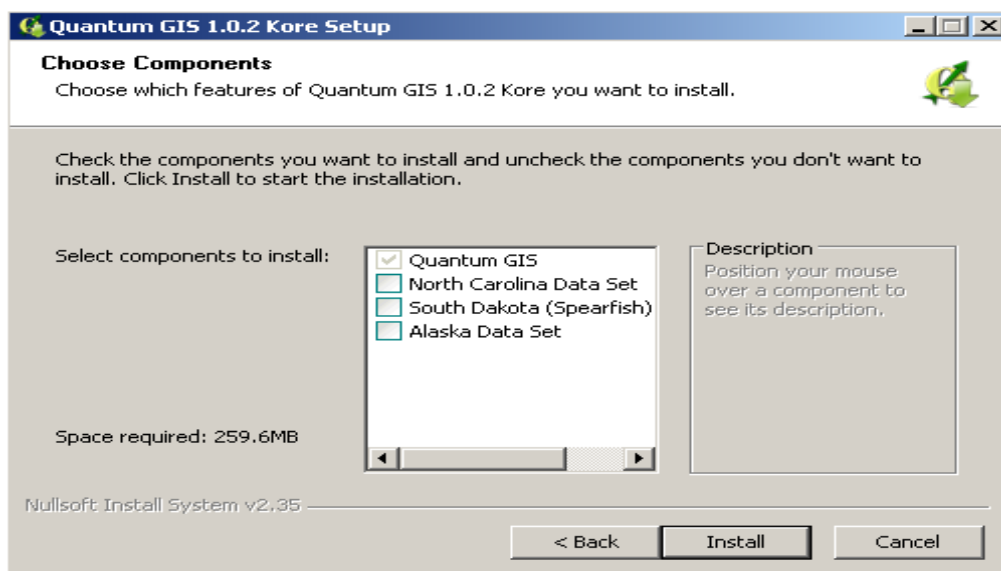 Quantum GIS 1.0.2 Kore Setup
Choose Components
Choose which features of Quantum GIS 1.0.2 Kore you want to install.
Check the components you want to install and uncheck the components you don't want to
install. Click Install to start the installation.
Select components to install:
Quantum GIS
North Carolina Data Set
South Dakota (Spearfish)
Alaska Data Set
Description
Position your mouse
over a component to
see its description.
Space required: 259.6MB
Nullsoft Install System v2.35
< Back
Install
Cancel